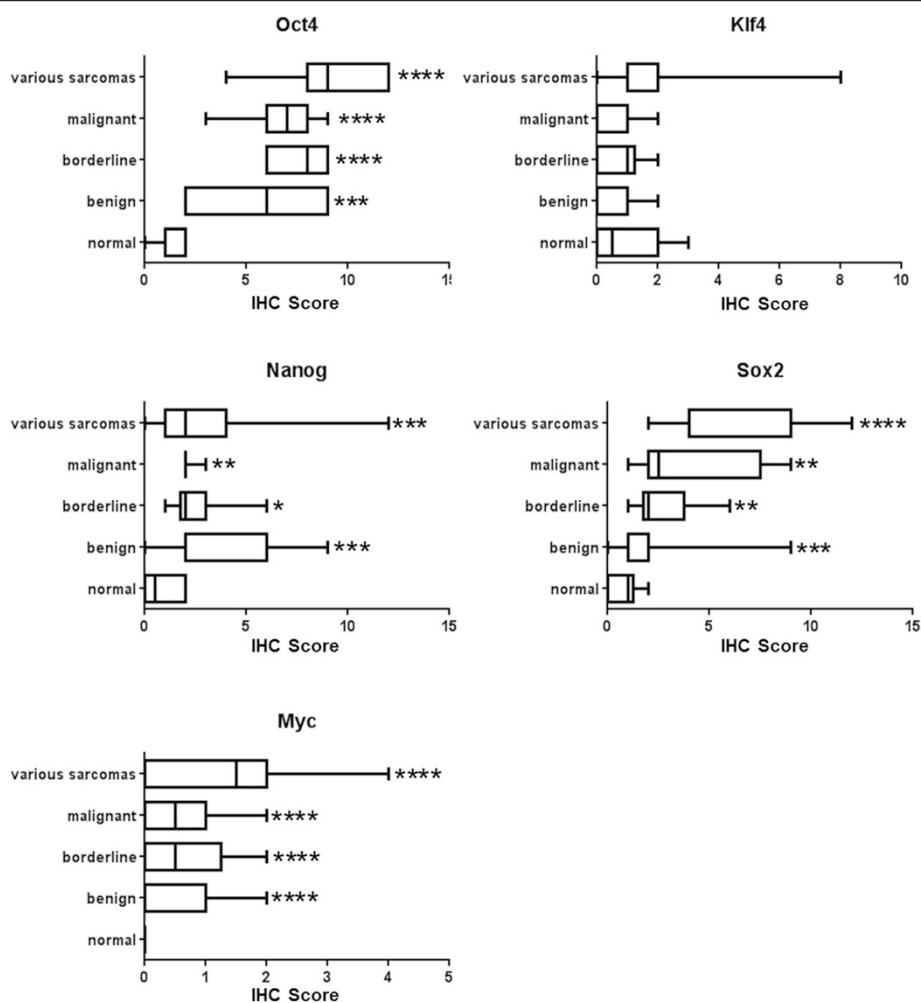 Oct4
various sarcomas ****
malignant ****
borderline ****
benign ***
normal
0 5 10 15
IHC Score
Klf4
various sarcomas
malignant
borderline
benign
normal
0 2 4 6 8 10
IHC Score
Nanog
various sarcomas ***
malignant **
borderline *
benign ***
normal
0 5 10 15
IHC Score
Sox2
various sarcomas ****
malignant **
borderline **
benign ***
normal
0 5 10 15
IHC Score
Myc
various sarcomas ****
malignant ****
borderline ****
benign ****
normal
0 1 2 3 4 5
IHC Score